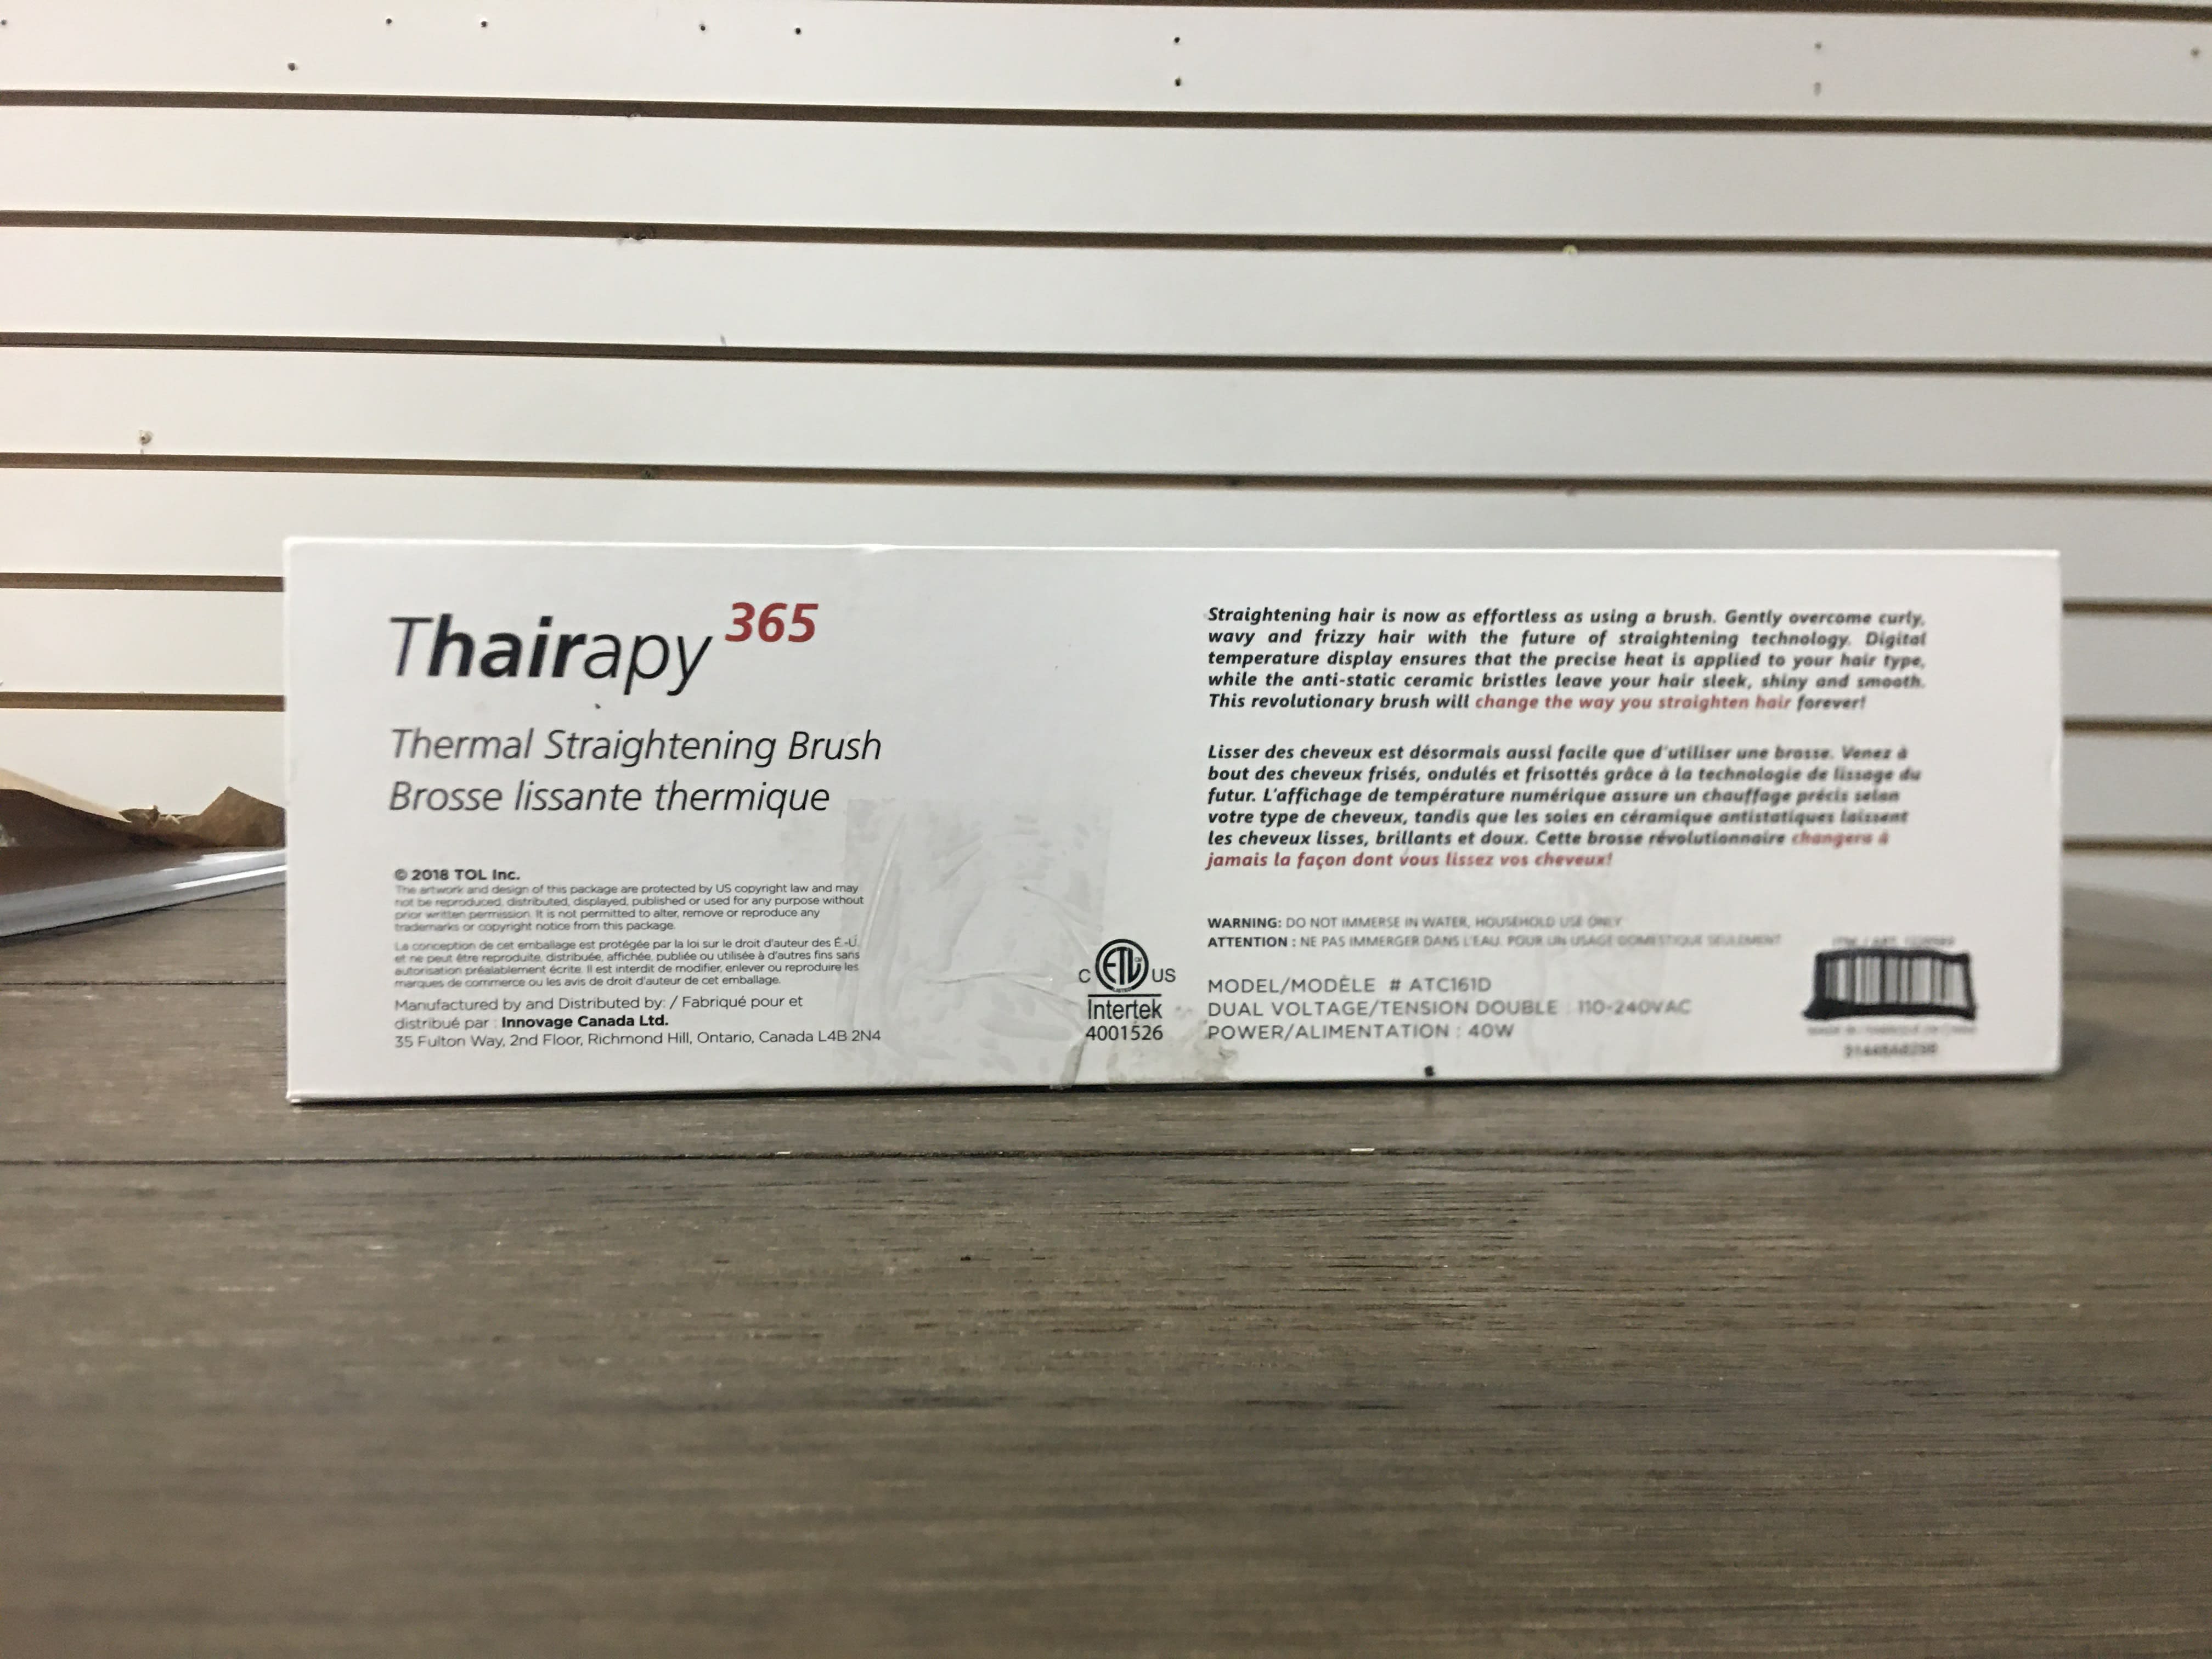 Thairapy 365
Thermal Straightening Brush
Brosse lissante thermique
© 2018 TOL Inc.
The artwork and design of this package are protected by US copyright law and may
not be reproduced, distributed, displayed, published or used for any purpose without
prior written permission. It is not permitted to alter, remove or reproduce any
trademarks or copyright notice from this package.
La conception de cet emballage est protégée par la loi sur le droit d'auteur des É.-U.
et ne peut être reproduite, distribuée, affichée, publiée ou utilisée à d'autres fins sans
autorisation préalablement écrite. Il est interdit de modifier, enlever ou reproduire les
marques de commerce ou les avis de droit d'auteur de cet emballage.
Manufactured by and Distributed by: / Fabriqué pour et
distribué par : Innovage Canada Ltd.
35 Fulton Way, 2nd Floor, Richmond Hill, Ontario, Canada L4B 2N4
C ETL US
Intertek
4001526
Straightening hair is now as effortless as using a brush. Gently overcome curly,
wavy and frizzy hair with the future of straightening technology. Digital
temperature display ensures that the precise heat is applied to your hair type,
while the anti-static ceramic bristles leave your hair sleek, shiny and smooth.
This revolutionary brush will change the way you straighten hair forever!
Lisser des cheveux est désormais aussi facile que d'utiliser une brosse. Venez à
bout des cheveux frisés, ondulés et frisottés grâce à la technologie de lissage du
futur. L'affichage de température numérique assure un chauffage précis selon
votre type de cheveux, tandis que les soies en céramique antistatiques laissent
les cheveux lisses, brillants et doux. Cette brosse révolutionnaire changera à
jamais la façon dont vous lissez vos cheveux!
WARNING: DO NOT IMMERSE IN WATER, HOUSEHOLD USE ONLY
ATTENTION : NE PAS IMMERGER DANS L'EAU. POUR UN USAGE DOMESTIQUE SEULEMENT
MODEL/MODÈLE # ATC161D
DUAL VOLTAGE/TENSION DOUBLE : 110-240VAC
POWER/ALIMENTATION : 40W